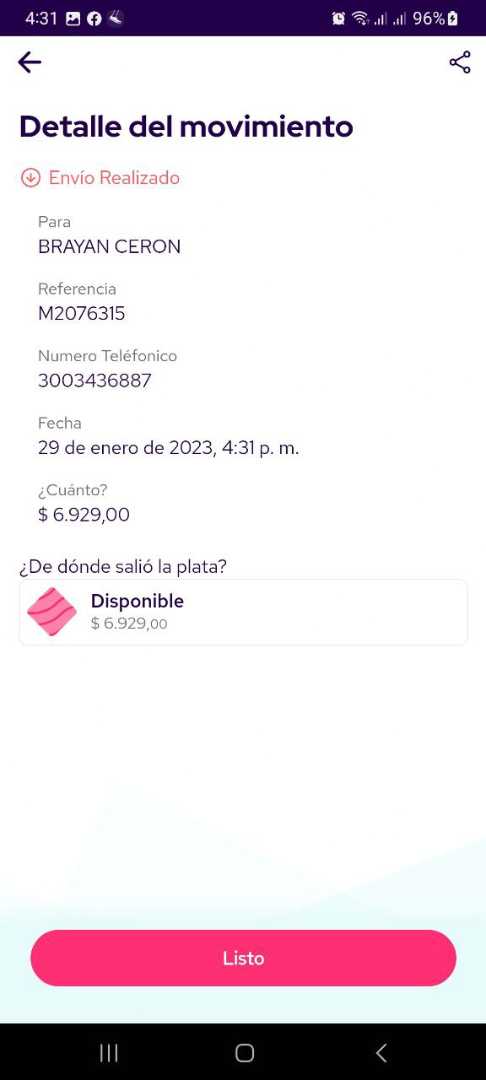 4:31 96%
Detalle del movimiento
Envío Realizado
Para
BRAYAN CERON
Referencia
M2076315
Numero Teléfonico
3003436887
Fecha
29 de enero de 2023, 4:31 p. m.
¿Cuánto?
$ 6.929,00
¿De dónde salió la plata?
Disponible
$ 6.929,00
Listo